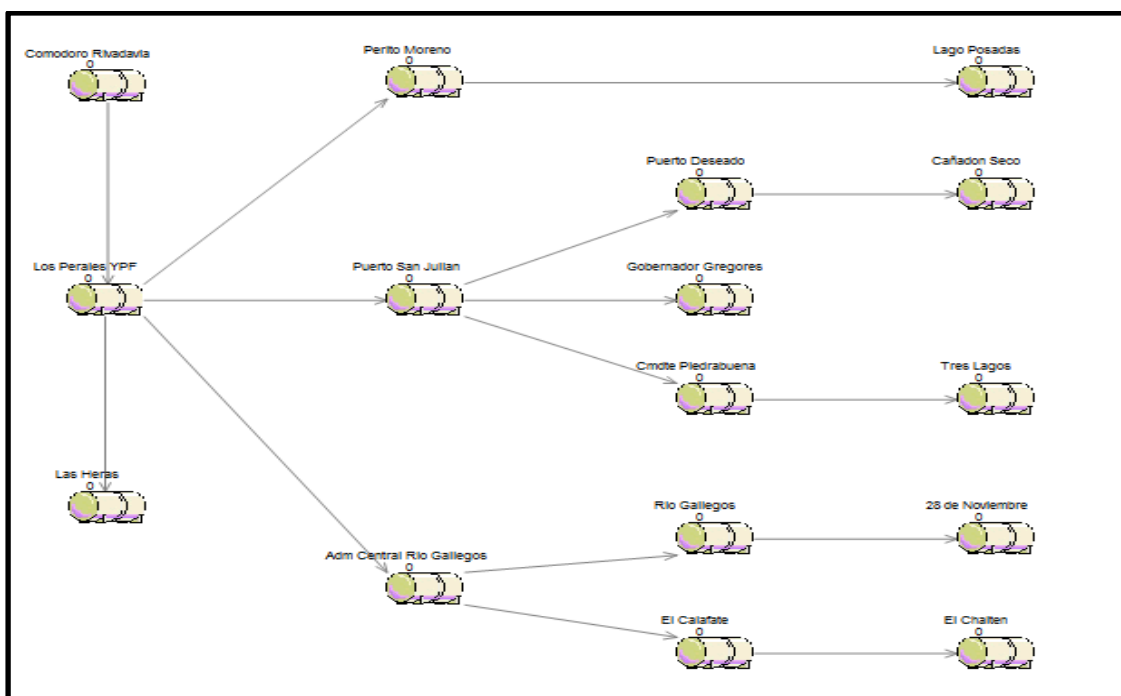 Comodoro Rivadavia
0
Perito Moreno
0
Lago Posadas
0
Puerto Deseado
0
Cañadon Seco
0
Los Perales YPF
0
Puerto San Julian
0
Gobernador Gregores
0
Cmdte Piedrabuena
0
Tres Lagos
0
Las Heras
0
Rio Gallegos
0
28 de Noviembre
0
Adm Central Rio Gallegos
0
El Calafate
0
El Chalten
0